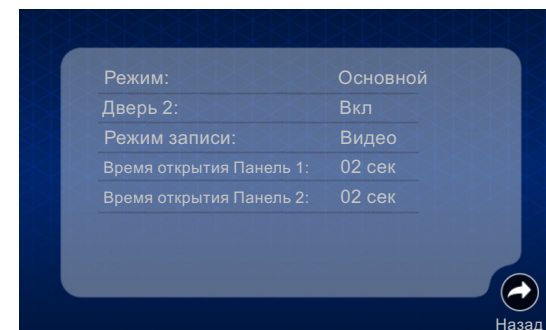 Режим: Основной
Дверь 2: Вкл
Режим записи: Видео
Время открытия Панель 1: 02 сек
Время открытия Панель 2: 02 сек
Назад